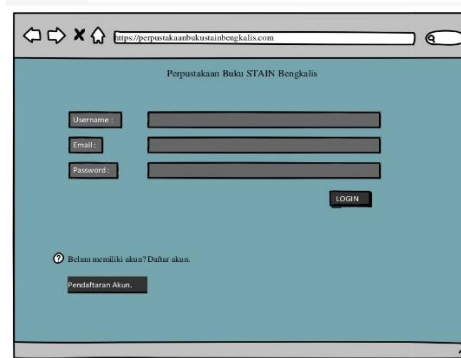 https://perpustakaanbukustainbengkalis.com
Perpustakaan Buku STAIN Bengkalis
Username :
Email :
Password :
LOGIN
Belum memiliki akun? Daftar akun.
Pendaftaran Akun.